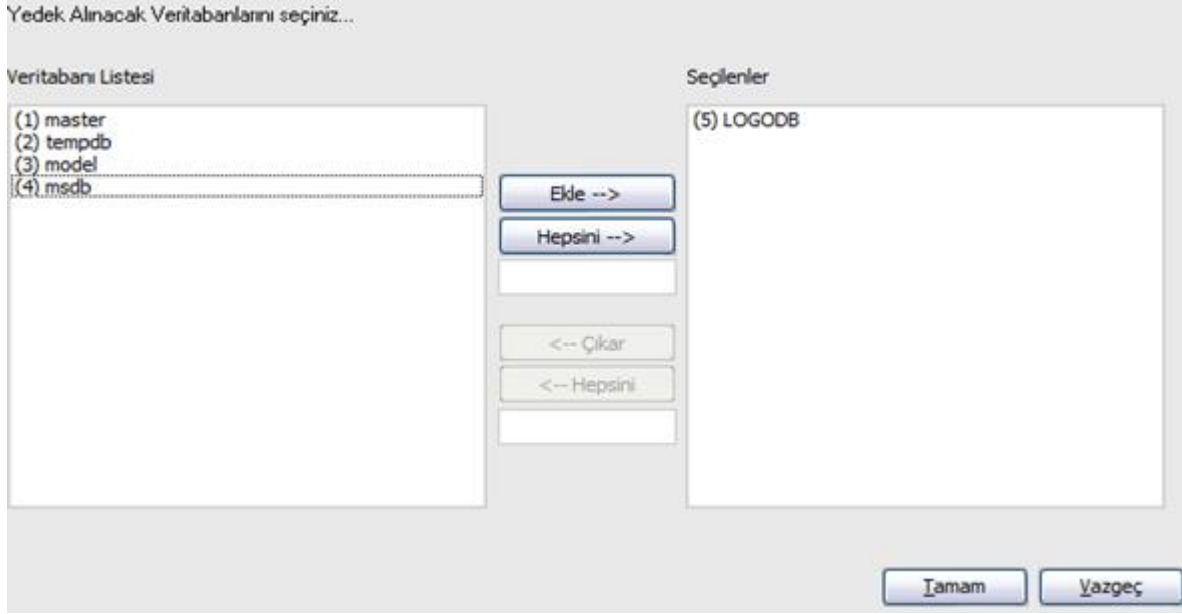 Yedek Alınacak Veritabanlarını seçiniz...
Veritabanı Listesi
(1) master
(2) tempdb
(3) model
(4) msdb
Ekle -->
Hepsini -->
<-- Çıkar
<-- Hepsini
Seçilenler
(5) LOGODB
Tamam
Vazgeç